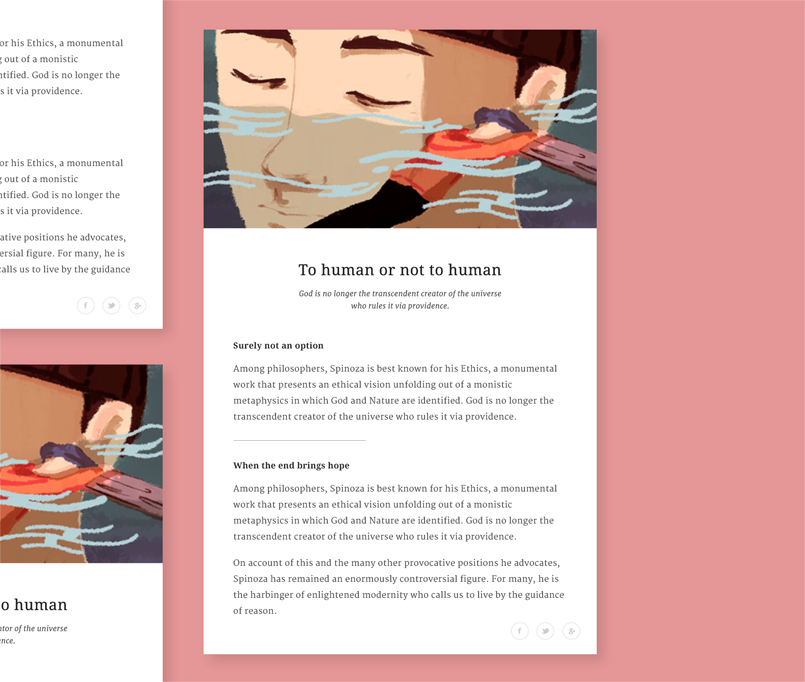 or his Ethics, a monumental
out of a monistic
ntified. God is no longer the
s it via providence.
or his Ethics, a monumental
out of a monistic
ntified. God is no longer the
s it via providence.
ative positions he advocates,
ersial figure. For many, he is
calls us to live by the guidance
o human
ator of the universe
nce.
To human or not to human
God is no longer the transcendent creator of the universe
who rules it via providence.
Surely not an option
Among philosophers, Spinoza is best known for his Ethics, a monumental
work that presents an ethical vision unfolding out of a monistic
metaphysics in which God and Nature are identified. God is no longer the
transcendent creator of the universe who rules it via providence.
When the end brings hope
Among philosophers, Spinoza is best known for his Ethics, a monumental
work that presents an ethical vision unfolding out of a monistic
metaphysics in which God and Nature are identified. God is no longer the
transcendent creator of the universe who rules it via providence.
On account of this and the many other provocative positions he advocates,
Spinoza has remained an enormously controversial figure. For many, he is
the harbinger of enlightened modernity who calls us to live by the guidance
of reason.